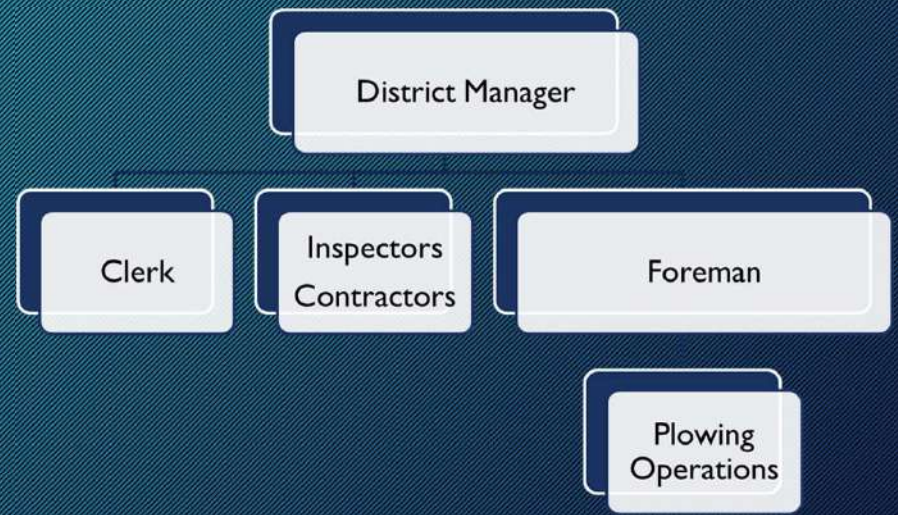 District Manager
Clerk
Inspectors
Contractors
Foreman
Plowing
Operations